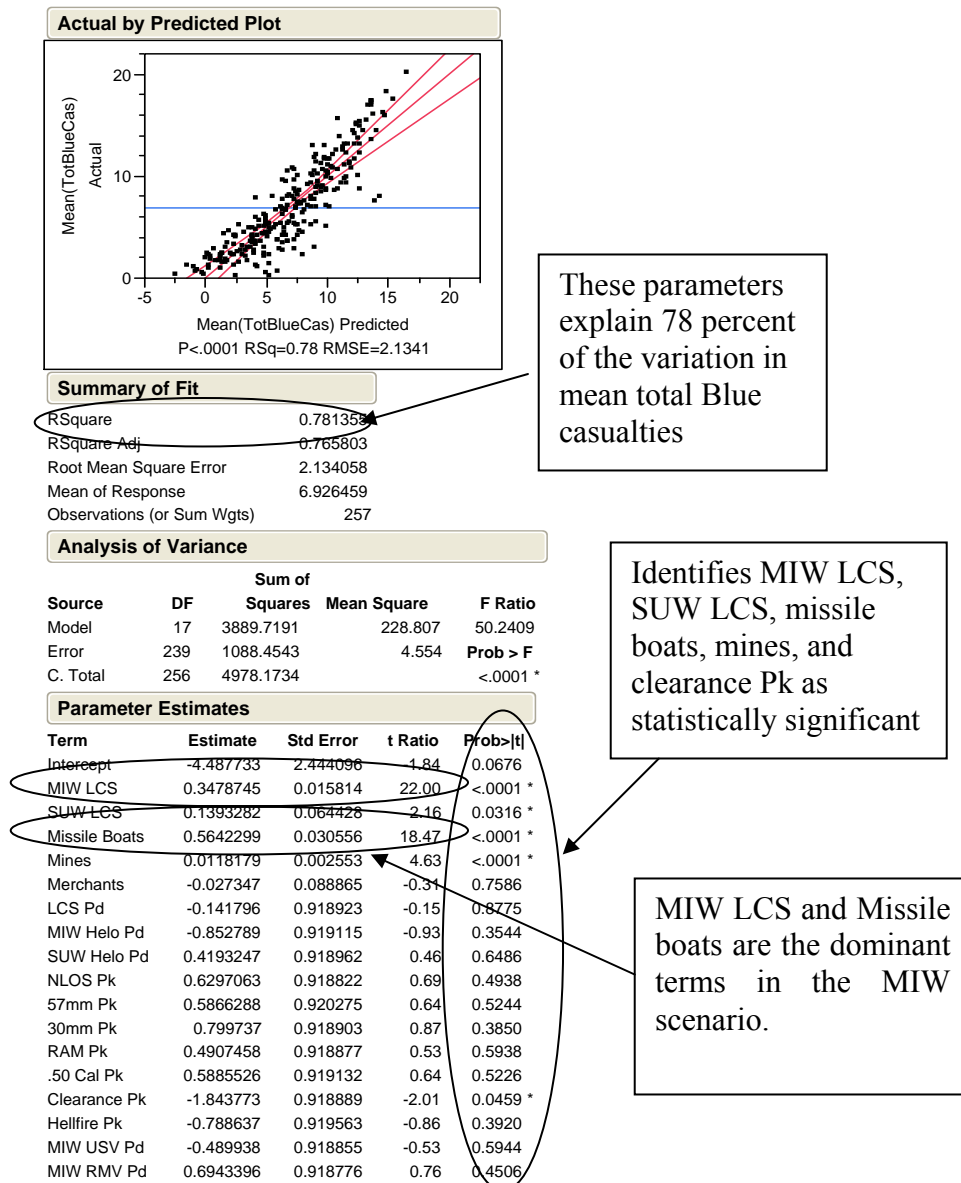 Actual by Predicted Plot
Mean(TotBlueCas)
Actual
20
10
0
-5 0 5 10 15 20
Mean(TotBlueCas) Predicted
P<.0001 RSq=0.78 RMSE=2.1341
These parameters
explain 78 percent
of the variation in
mean total Blue
casualties
Summary of Fit
RSquare 0.781355
RSquare Adj 0.765803
Root Mean Square Error 2.134058
Mean of Response 6.926459
Observations (or Sum Wgts) 257
Analysis of Variance
Sum of
Source DF Squares Mean Square F Ratio
Model 17 3889.7191 228.807 50.2409
Error 239 1088.4543 4.554 Prob > F
C. Total 256 4978.1734 <.0001 *
Identifies MIW LCS,
SUW LCS, missile
boats, mines, and
clearance Pk as
statistically significant
Parameter Estimates
Term Estimate Std Error t Ratio Prob>|t|
Intercept -4.487733 2.444096 -1.84 0.0676
MIW LCS 0.3478745 0.015814 22.00 <.0001 *
SUW LCS 0.1393282 0.064428 2.16 0.0316 *
Missile Boats 0.5642299 0.030556 18.47 <.0001 *
Mines 0.0118179 0.002553 4.63 <.0001 *
Merchants -0.027347 0.088865 -0.31 0.7586
LCS Pd -0.141796 0.918923 -0.15 0.8775
MIW Helo Pd -0.852789 0.919115 -0.93 0.3544
SUW Helo Pd 0.4193247 0.918962 0.46 0.6486
NLOS Pk 0.6297063 0.918822 0.69 0.4938
57mm Pk 0.5866288 0.920275 0.64 0.5244
30mm Pk 0.799737 0.918903 0.87 0.3850
RAM Pk 0.4907458 0.918877 0.53 0.5938
.50 Cal Pk 0.5885526 0.919132 0.64 0.5226
Clearance Pk -1.843773 0.918889 -2.01 0.0459 *
Hellfire Pk -0.788637 0.919563 -0.86 0.3920
MIW USV Pd -0.489938 0.918855 -0.53 0.5944
MIW RMV Pd 0.6943396 0.918776 0.76 0.4506
MIW LCS and Missile
boats are the dominant
terms in the MIW
scenario.